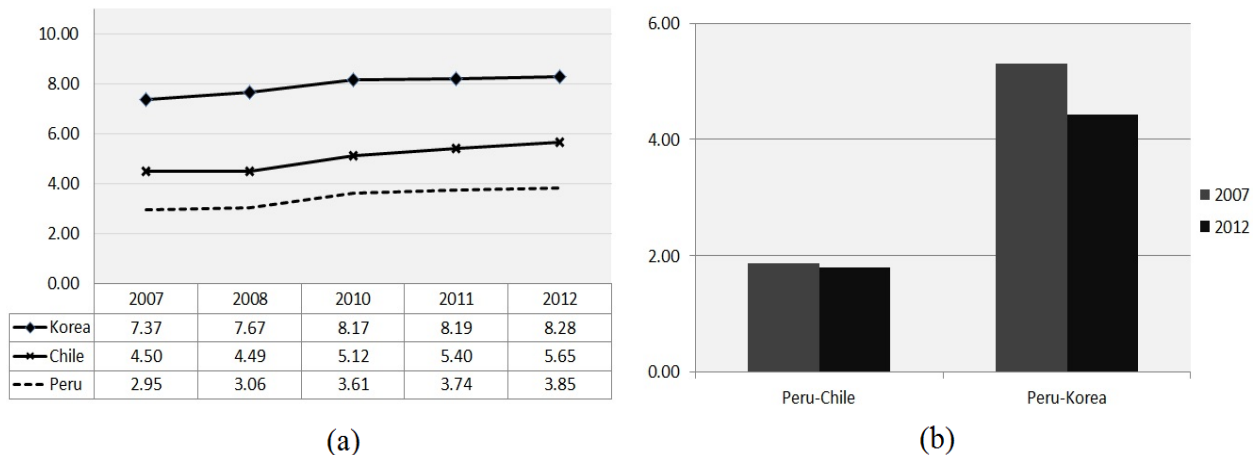 10.00
8.00
6.00
4.00
2.00
0.00
2007 2008 2010 2011 2012
Korea 7.37 7.67 8.17 8.19 8.28
Chile 4.50 4.49 5.12 5.40 5.65
Peru 2.95 3.06 3.61 3.74 3.85
(a)
6.00
4.00
2.00
0.00
Peru-Chile Peru-Korea
2007
2012
(b)